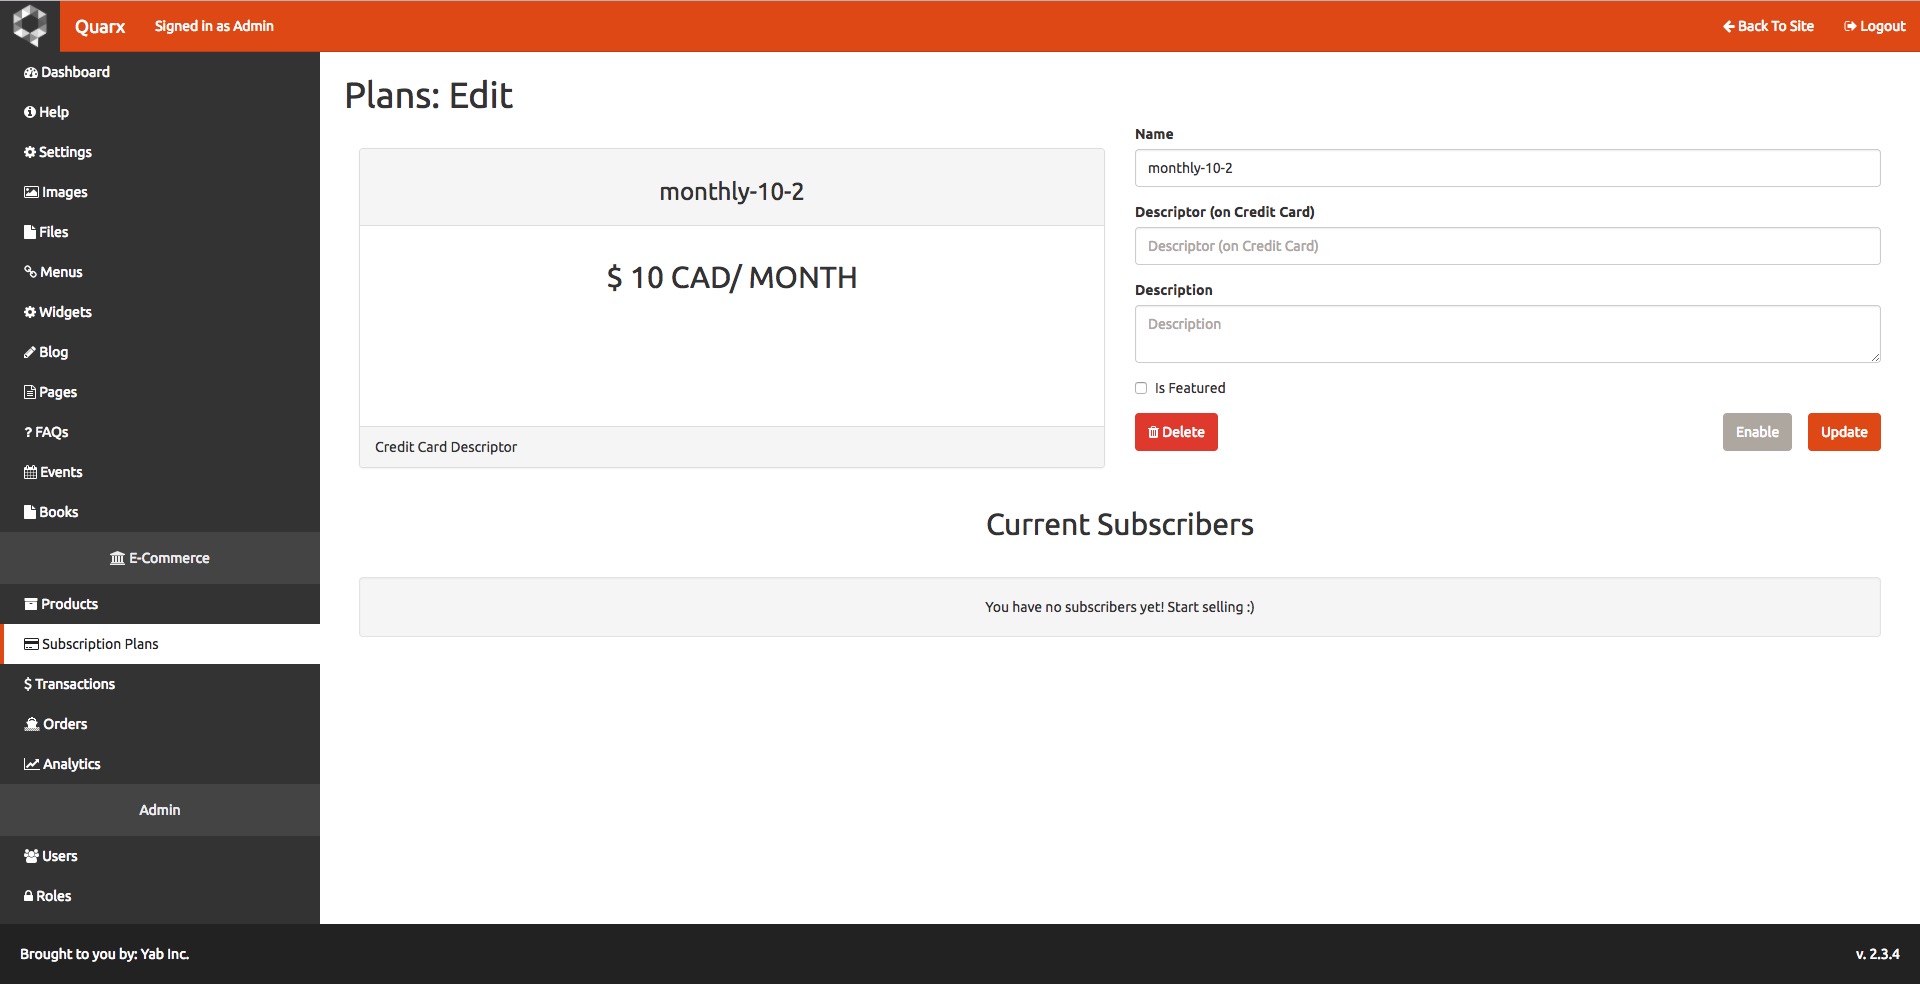 Quarx
Signed in as Admin
Back To Site
Logout
Dashboard
Help
Settings
Images
Files
Menus
Widgets
Blog
Pages
? FAQs
Events
Books
E-Commerce
Products
Subscription Plans
$ Transactions
Orders
Analytics
Admin
Users
Roles
Plans: Edit
monthly-10-2
$ 10 CAD/ MONTH
Credit Card Descriptor
Name
monthly-10-2
Descriptor (on Credit Card)
Descriptor (on Credit Card)
Description
Description
Is Featured
Delete
Enable
Update
Current Subscribers
You have no subscribers yet! Start selling :)
Brought to you by: Yab Inc.
v. 2.3.4